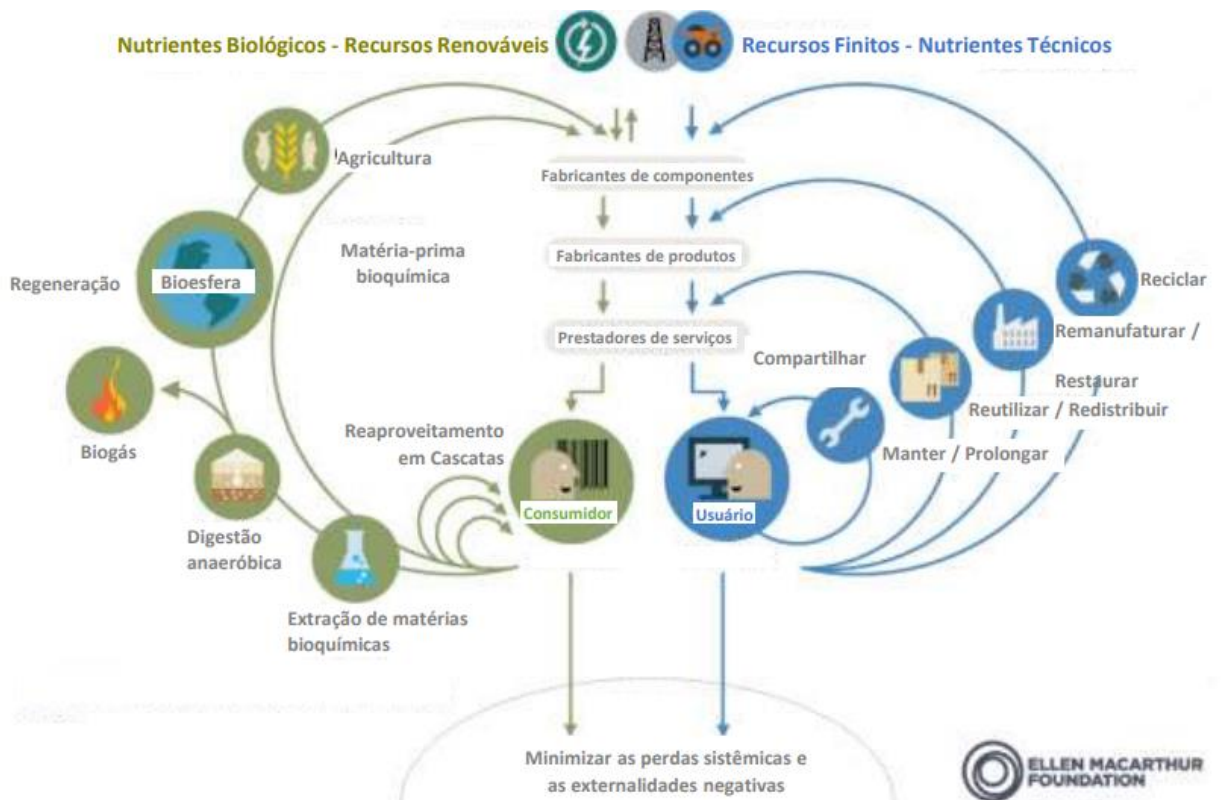 Nutrientes Biológicos - Recursos Renováveis
Recursos Finitos - Nutrientes Técnicos
Agricultura
Fabricantes de componentes
Matéria-prima
bioquímica
Fabricantes de produtos
Regeneração
Bioesfera
Reciclar
Prestadores de serviços
Remanufaturar /
Restaurar
Compartilhar
Reutilizar / Redistribuir
Manter / Prolongar
Biogás
Reaproveitamento
em Cascatas
Consumidor
Usuário
Digestão
anaeróbica
Extração de matérias
bioquímicas
Minimizar as perdas sistêmicas e
as externalidades negativas
ELLEN MACARTHUR
FOUNDATION